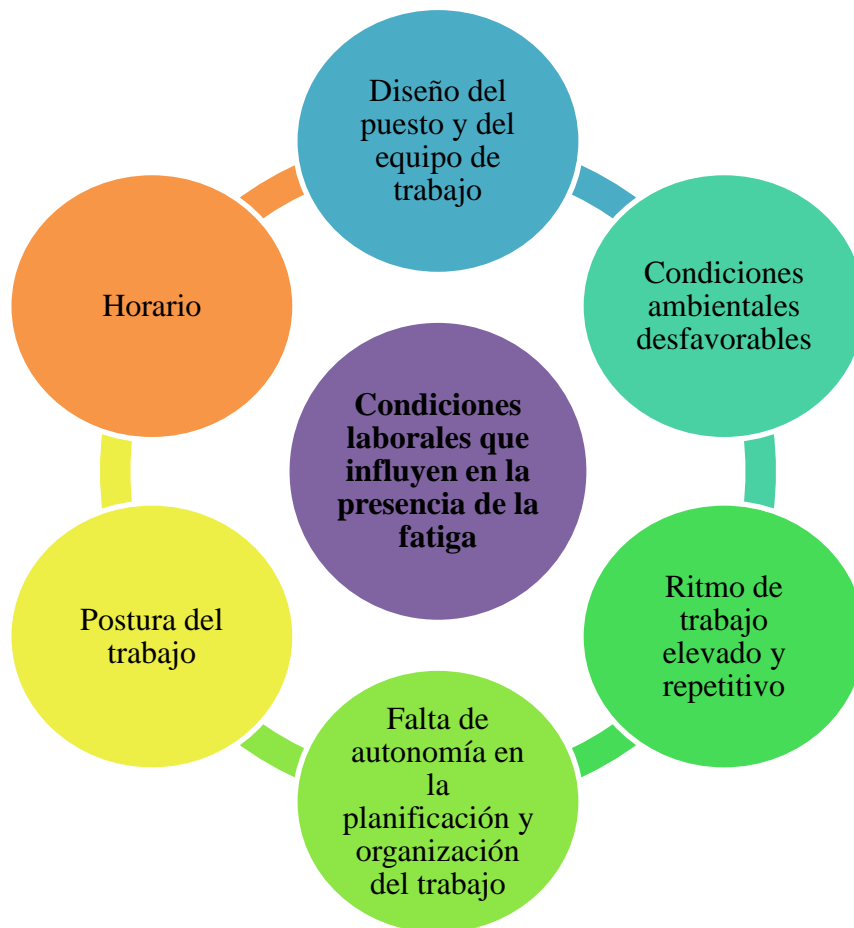 Diseño del
puesto y del
equipo de
trabajo
Condiciones
ambientales
desfavorables
Ritmo de
trabajo
elevado y
repetitivo
Falta de
autonomía en
la
planificación y
organización
del trabajo
Postura del
trabajo
Horario
Condiciones
laborales que
influyen en la
presencia de la
fatiga